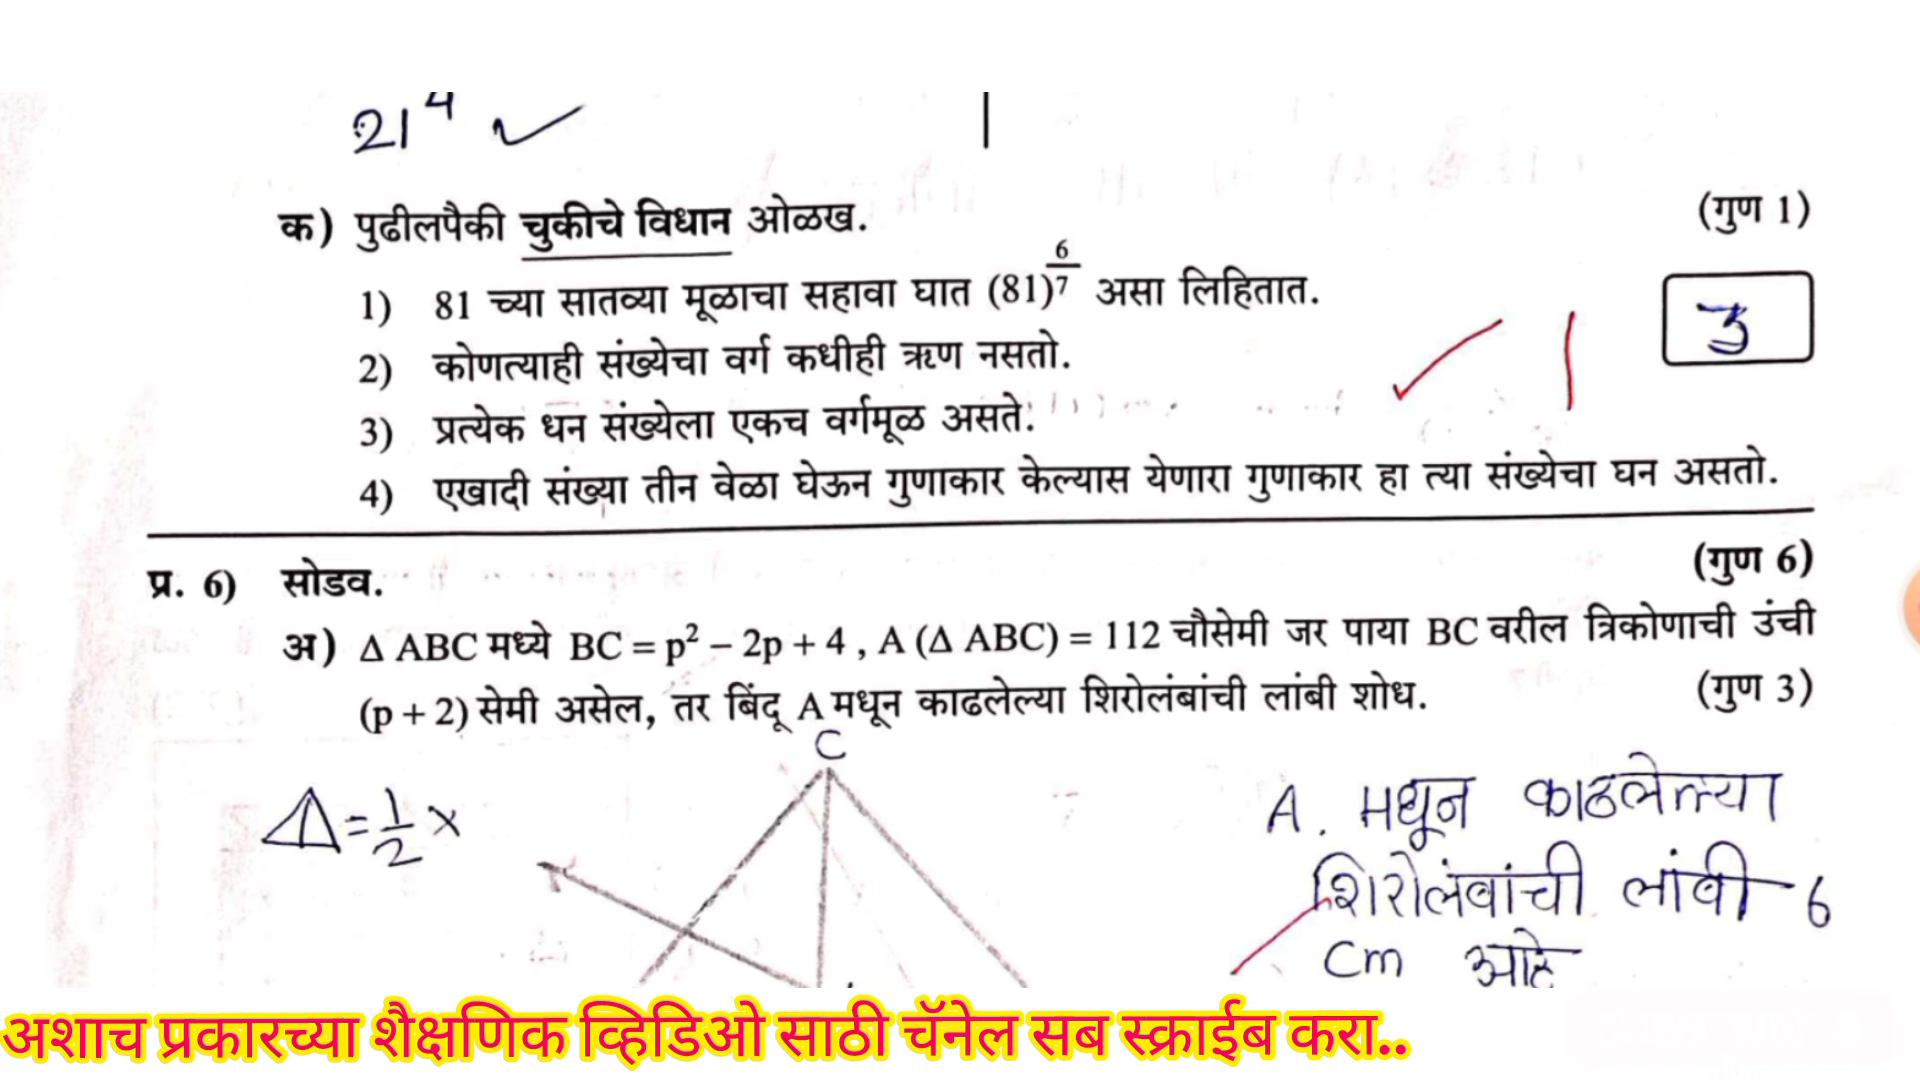 21⁴ ✓ |
क) पुढीलपैकी चुकीचे विधान ओळख. (गुण 1)
1) 81 च्या सातव्या मूळाचा सहावा घात (81)^(6/7) असा लिहितात.
3
2) कोणत्याही संख्येचा वर्ग कधीही ऋण नसतो.
3) प्रत्येक धन संख्येला एकच वर्गमूळ असते.
4) एखादी संख्या तीन वेळा घेऊन गुणाकार केल्यास येणारा गुणाकार हा त्या संख्येचा घन असतो.
प्र. 6) सोडव. (गुण 6)
अ) Δ ABC मध्ये BC = p² – 2p + 4 , A (Δ ABC) = 112 चौसेमी जर पाया BC वरील त्रिकोणाची उंची
(p + 2) सेमी असेल, तर बिंदू A मधून काढलेल्या शिरोलंबांची लांबी शोध. (गुण 3)
C
Δ = 1/2 ×
A. मधून काढलेल्या
शिरोलंबांची लांबी 6
cm आहे
अशाच प्रकारच्या शैक्षणिक व्हिडिओ साठी चॅनेल सब स्क्राईब करा..